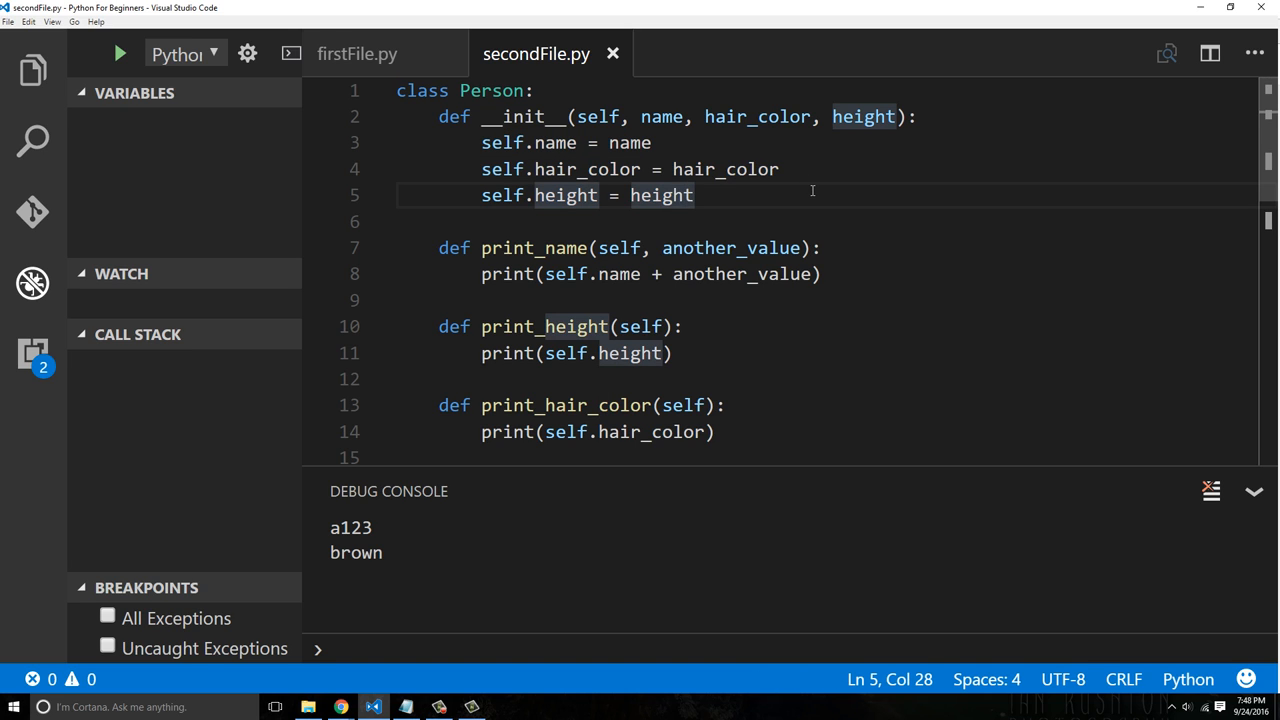 secondFile.py - Python For Beginners - Visual Studio Code
File Edit View Go Help
Pythor
firstFile.py
secondFile.py
VARIABLES
WATCH
CALL STACK
2
BREAKPOINTS
All Exceptions
Uncaught Exceptions
1 class Person:
2 def __init__(self, name, hair_color, height):
3 self.name = name
4 self.hair_color = hair_color
5 self.height = height
6
7 def print_name(self, another_value):
8 print(self.name + another_value)
9
10 def print_height(self):
11 print(self.height)
12
13 def print_hair_color(self):
14 print(self.hair_color)
15
DEBUG CONSOLE
a123
brown
0 0 Ln 5, Col 28 Spaces: 4 UTF-8 CRLF Python
I'm Cortana. Ask me anything.
7:48 PM
9/24/2016